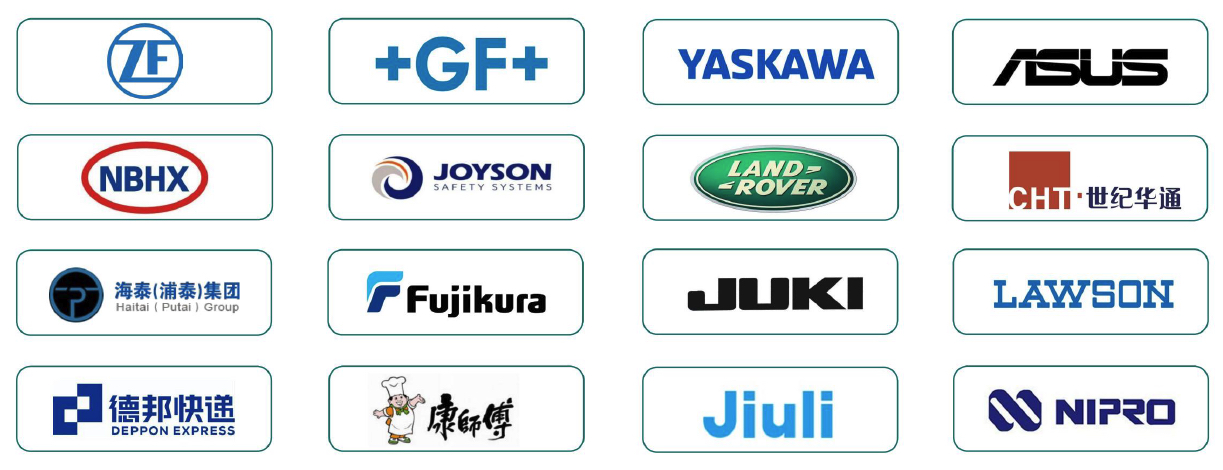 ZF
+GF+
YASKAWA
ASUS
NBHX
JOYSON
SAFETY SYSTEMS
LAND-
-ROVER
CHT·世纪华通
海泰(浦泰)集团
Haitai ( Putai ) Group
Fujikura
JUKI
LAWSON
德邦快递
DEPPON EXPRESS
康師傅
Jiuli
NIPRO